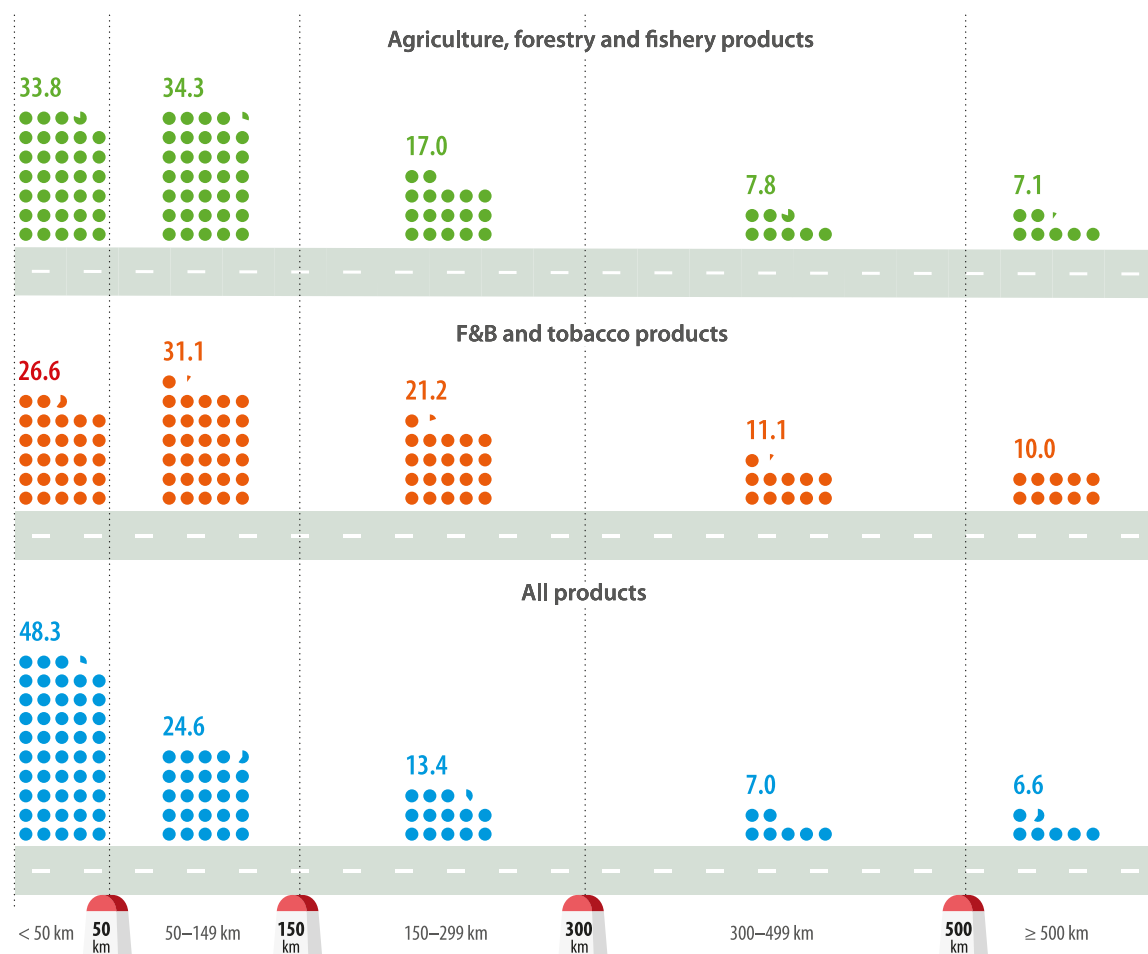 Agriculture, forestry and fishery products
33.8
34.3
17.0
7.8
7.1
F&B and tobacco products
26.6
31.1
21.2
11.1
10.0
All products
48.3
24.6
13.4
7.0
6.6
< 50 km
50 km
50–149 km
150 km
150–299 km
300 km
300–499 km
500 km
≥ 500 km